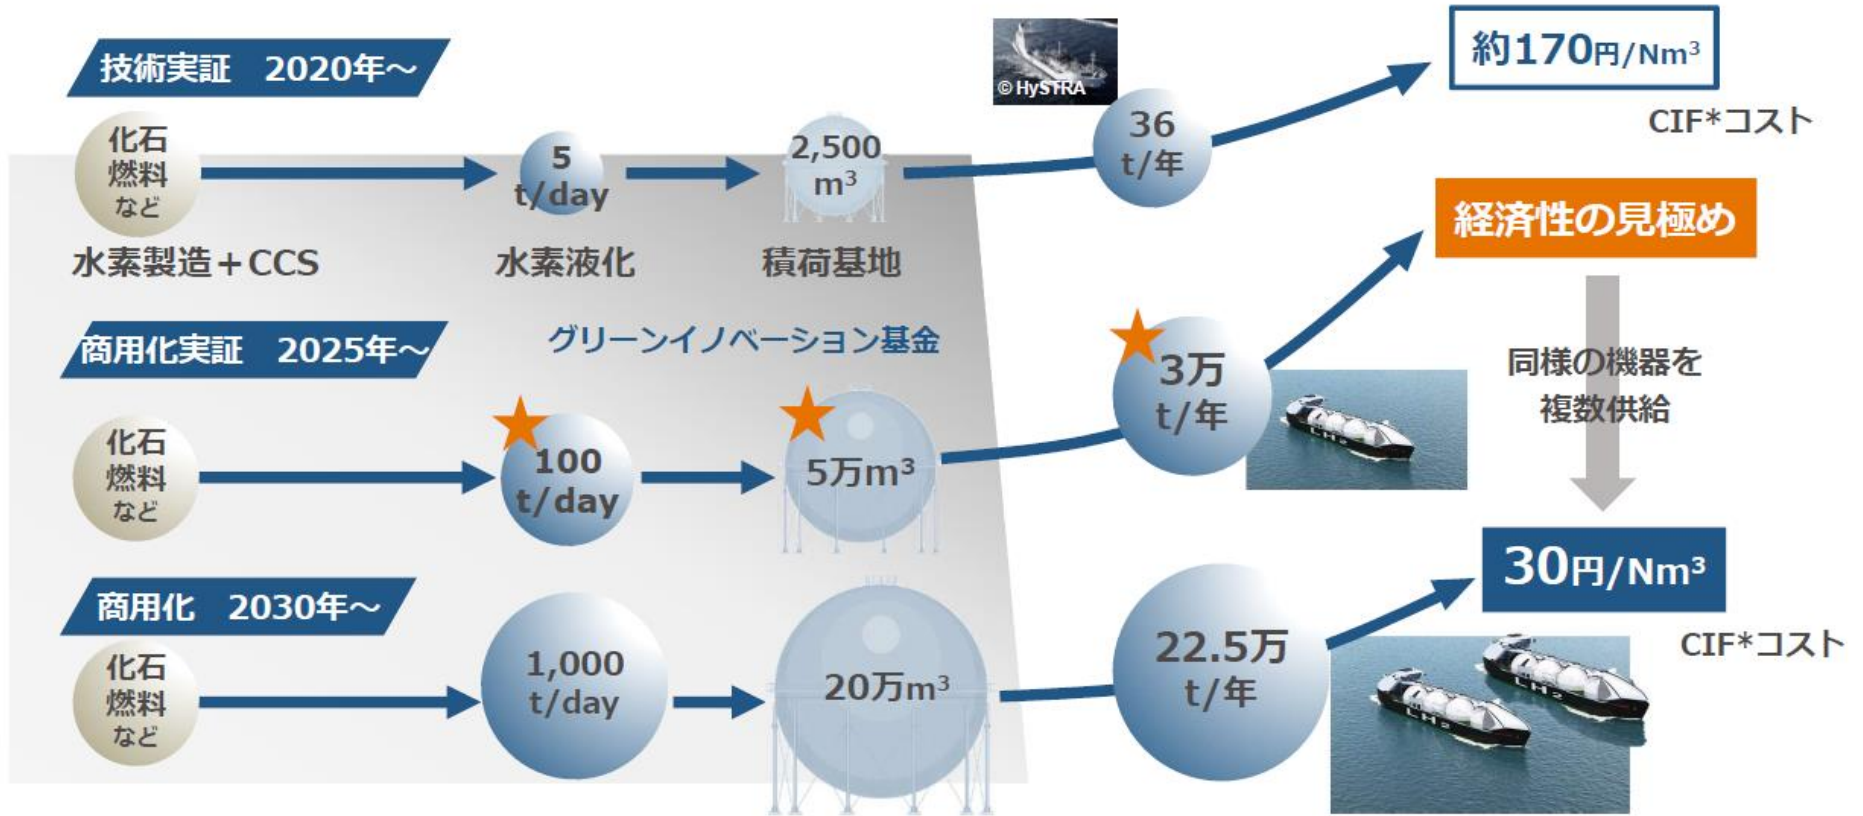 技術実証　2020年～
化石
燃料
など
5
t/day
2,500
m³
© HySTRA
36
t/年
約170円/Nm³
CIF*コスト
水素製造＋CCS
水素液化
積荷基地
経済性の見極め
同様の機器を
複数供給
商用化実証　2025年～
グリーンイノベーション基金
化石
燃料
など
100
t/day
5万m³
3万
t/年
LH₂
30円/Nm³
CIF*コスト
商用化　2030年～
化石
燃料
など
1,000
t/day
20万m³
22.5万
t/年
LH₂
LH₂